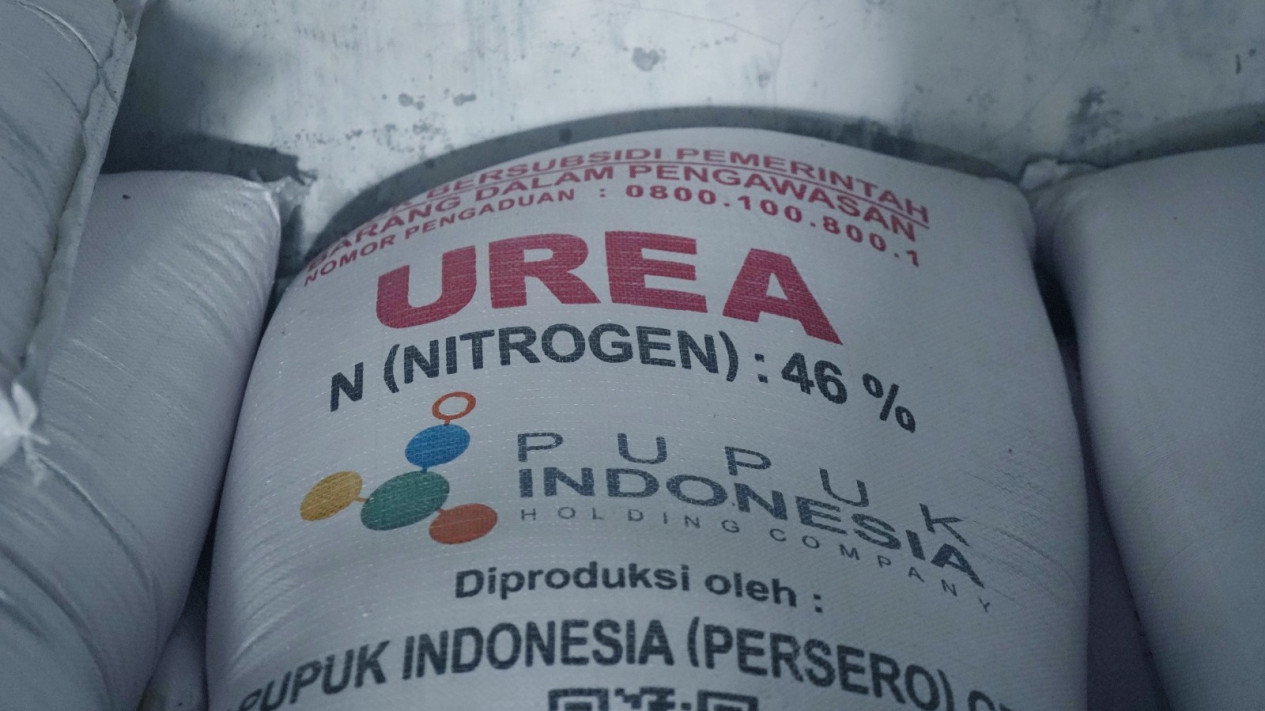 BERSUBSIDI PEMERINTAH
BARANG DALAM PENGAWASAN
NOMOR PENGADUAN : 0800.100.800.1
UREA
N (NITROGEN) : 46 %
PUPUK
INDONESIA
HOLDING COMPANY
Diproduksi oleh :
PUPUK INDONESIA (PERSERO)